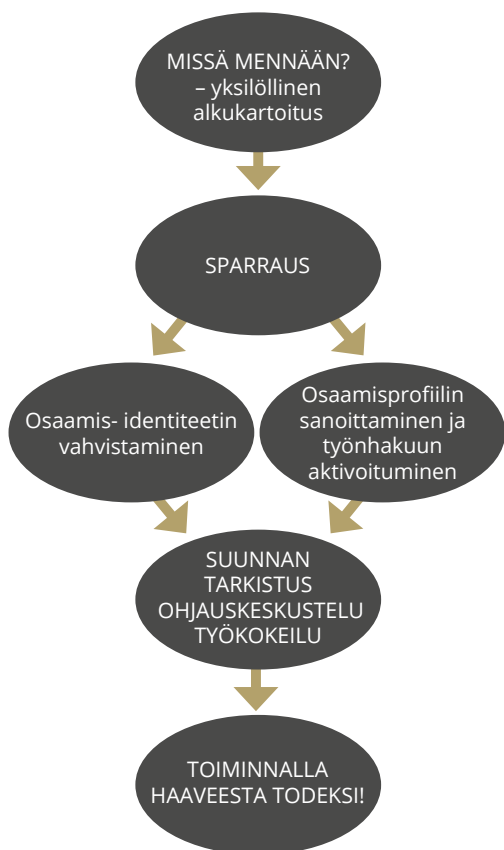 MISSÄ MENNÄÄN?
– yksilöllinen
alkukartoitus
SPARRAUS
Osaamis- identiteetin
vahvistaminen
Osaamisprofiilin
sanoittaminen ja
työnhakuun
aktivoituminen
SUUNNAN
TARKISTUS
OHJAUSKESKUSTELU
TYÖKOKEILU
TOIMINNALLA
HAAVEESTA TODEKSI!